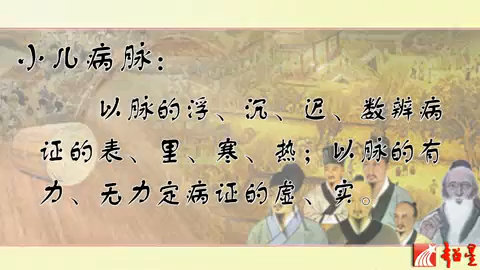 小儿病脉：
以脉的浮、沉、迟、数辨病
证的表、里、寒、热；以脉的有
力、无力定病证的虚、实。